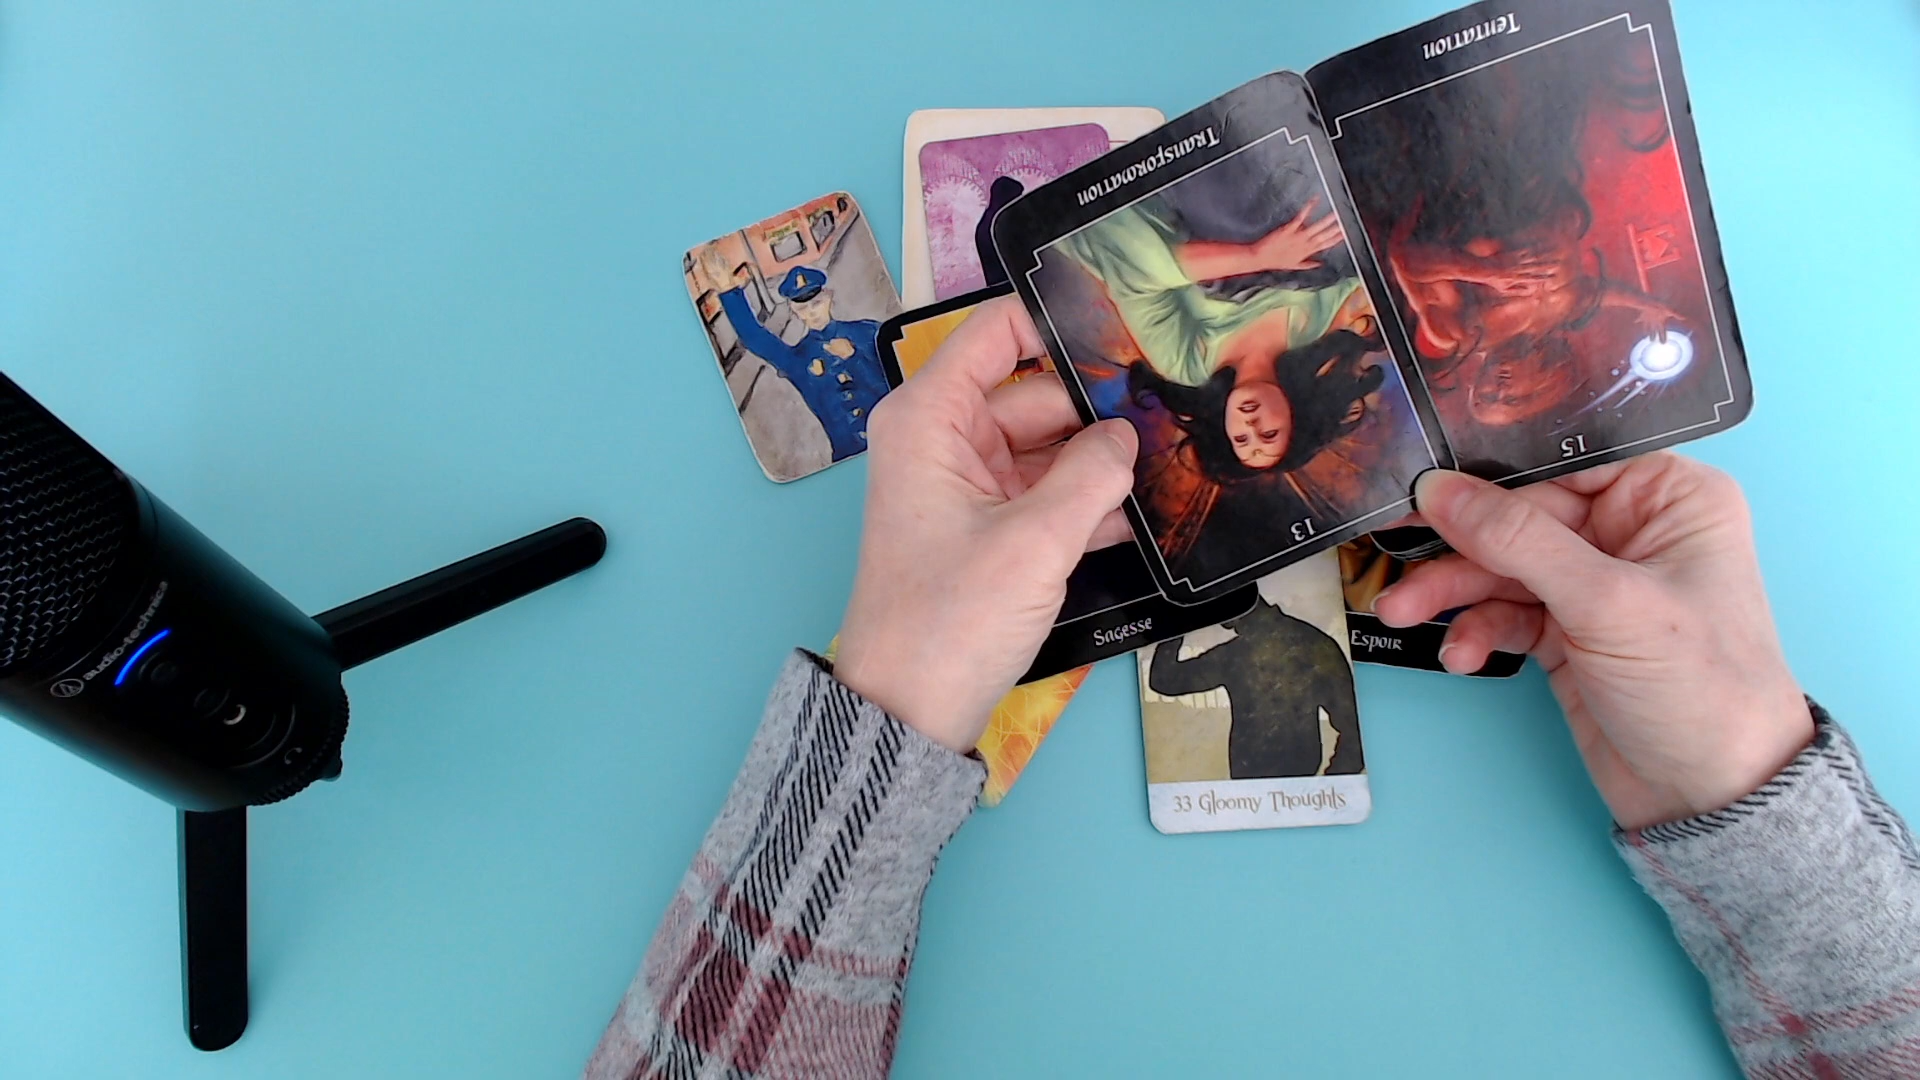 Tentation
Transformation
15
13
Sagesse
Espoir
33 Gloomy Thoughts
audio-technica